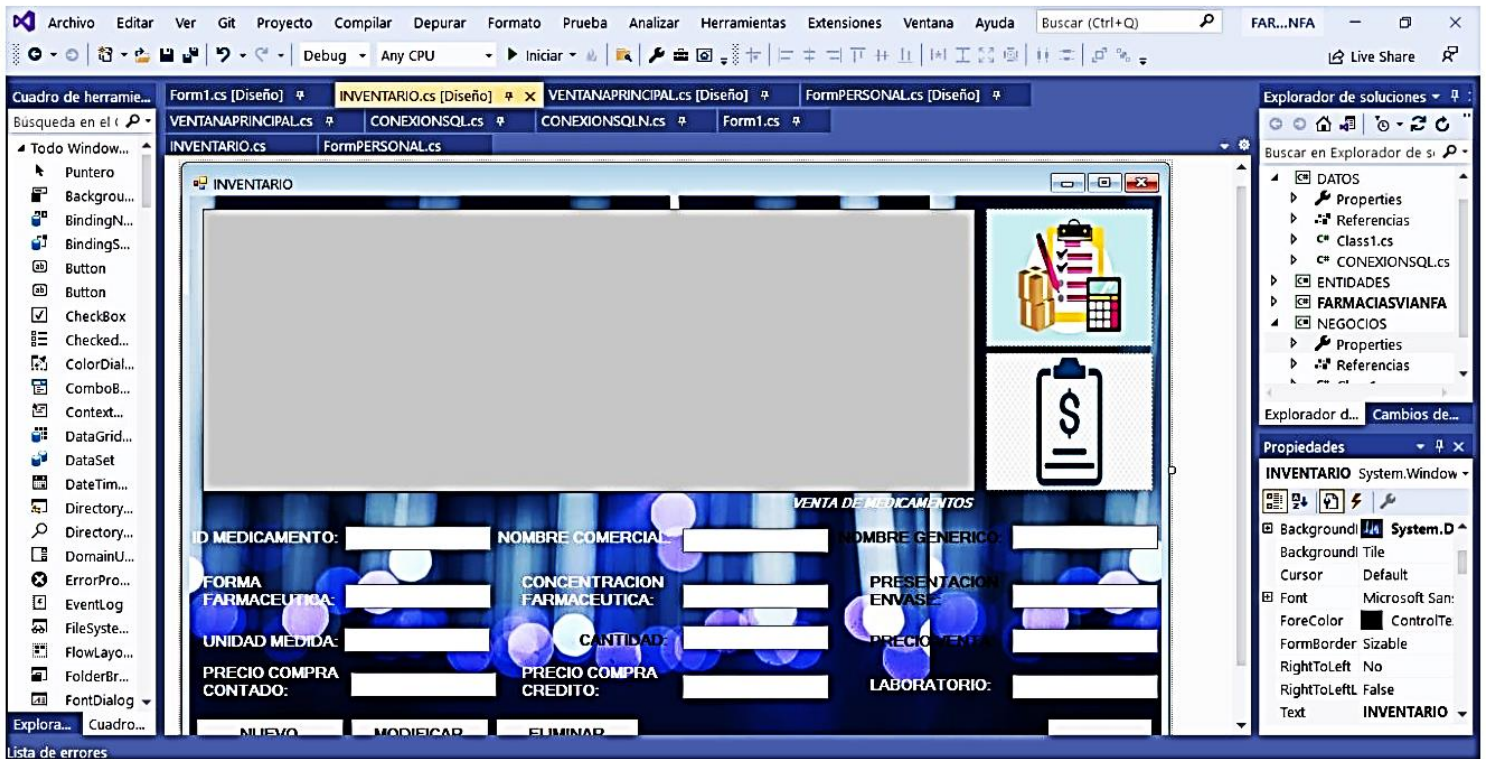 Archivo Editar Ver Git Proyecto Compilar Depurar Formato Prueba Analizar Herramientas Extensiones Ventana Ayuda Buscar (Ctrl+Q) FAR...NFA
Debug Any CPU Iniciar Live Share
Cuadro de herramie...
Form1.cs [Diseño] INVENTARIO.cs [Diseño] VENTANAPRINCIPAL.cs [Diseño] FormPERSONAL.cs [Diseño]
VENTANAPRINCIPAL.cs CONEXIONSQL.cs CONEXIONSQLN.cs Form1.cs
INVENTARIO.cs FormPERSONAL.cs
Búsqueda en el
Todo Window...
Puntero
Backgrou...
BindingN...
BindingS...
Button
Button
CheckBox
Checked...
ColorDial...
ComboB...
Context...
DataGrid...
DataSet
DateTim...
Directory...
Directory...
DomainU...
ErrorPro...
EventLog
FileSyste...
FlowLayo...
FolderBr...
FontDialog
Explora... Cuadro...
Lista de errores
INVENTARIO
VENTA DE MEDICAMENTOS
ID MEDICAMENTO: NOMBRE COMERCIAL: NOMBRE GENERICO:
FORMA FARMACEUTICA: CONCENTRACION FARMACEUTICA: PRESENTACION ENVASE:
UNIDAD MEDIDA: CANTIDAD: PRECIO VENTA
PRECIO COMPRA CONTADO: PRECIO COMPRA CREDITO: LABORATORIO:
NUEVO MODIFICAR ELIMINAR
Explorador de soluciones
Buscar en Explorador de s
DATOS
Properties
Referencias
Class1.cs
CONEXIONSQL.cs
ENTIDADES
FARMACIASVIANFA
NEGOCIOS
Properties
Referencias
Explorador d... Cambios de...
Propiedades
INVENTARIO System.Window
BackgroundI System.D
BackgroundI Tile
Cursor Default
Font Microsoft San:
ForeColor ControlTe
FormBorder Sizable
RightToLeft No
RightToLeftL False
Text INVENTARIO